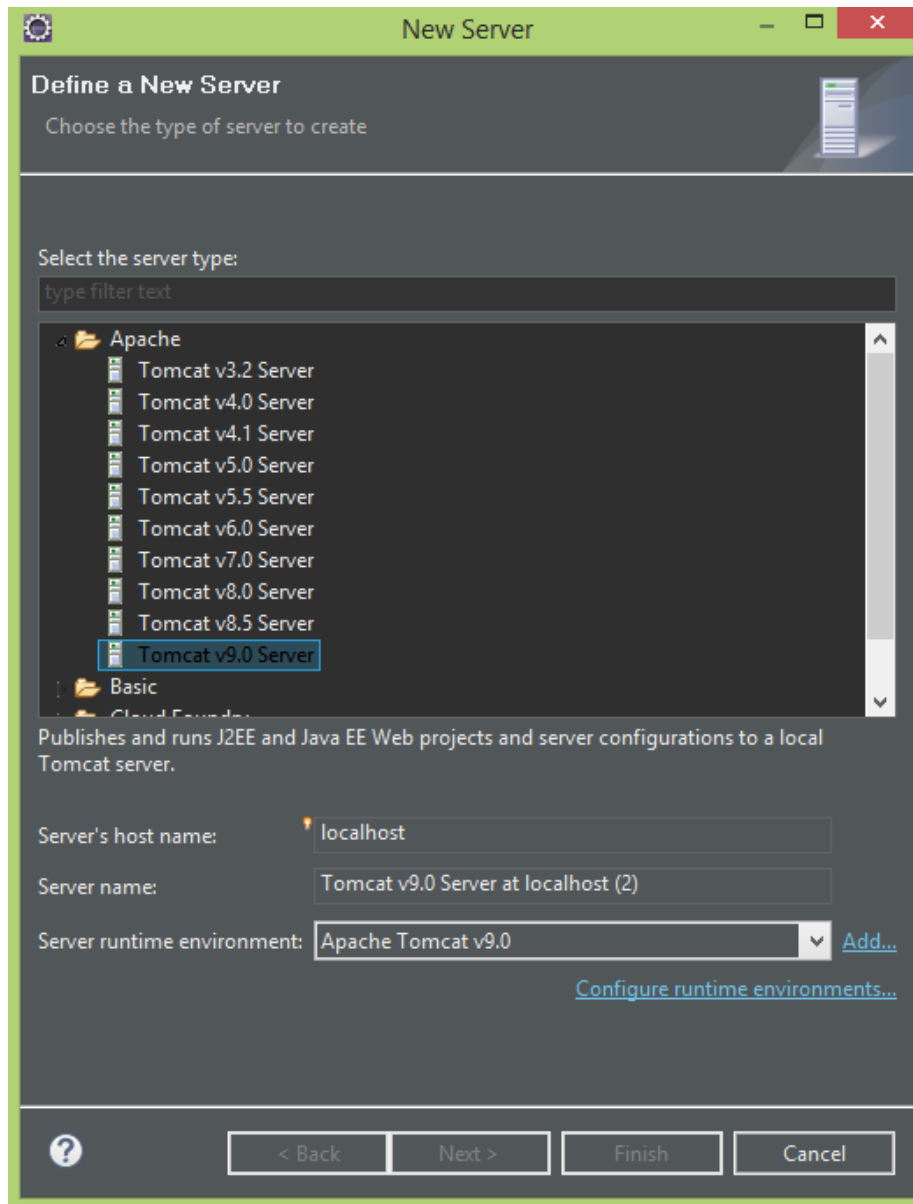 New Server
Define a New Server
Choose the type of server to create
Select the server type:
type filter text
Apache
Tomcat v3.2 Server
Tomcat v4.0 Server
Tomcat v4.1 Server
Tomcat v5.0 Server
Tomcat v5.5 Server
Tomcat v6.0 Server
Tomcat v7.0 Server
Tomcat v8.0 Server
Tomcat v8.5 Server
Tomcat v9.0 Server
Basic
Cloud Foundry
Publishes and runs J2EE and Java EE Web projects and server configurations to a local
Tomcat server.
Server's host name: localhost
Server name: Tomcat v9.0 Server at localhost (2)
Server runtime environment: Apache Tomcat v9.0 Add...
Configure runtime environments...
< Back Next > Finish Cancel